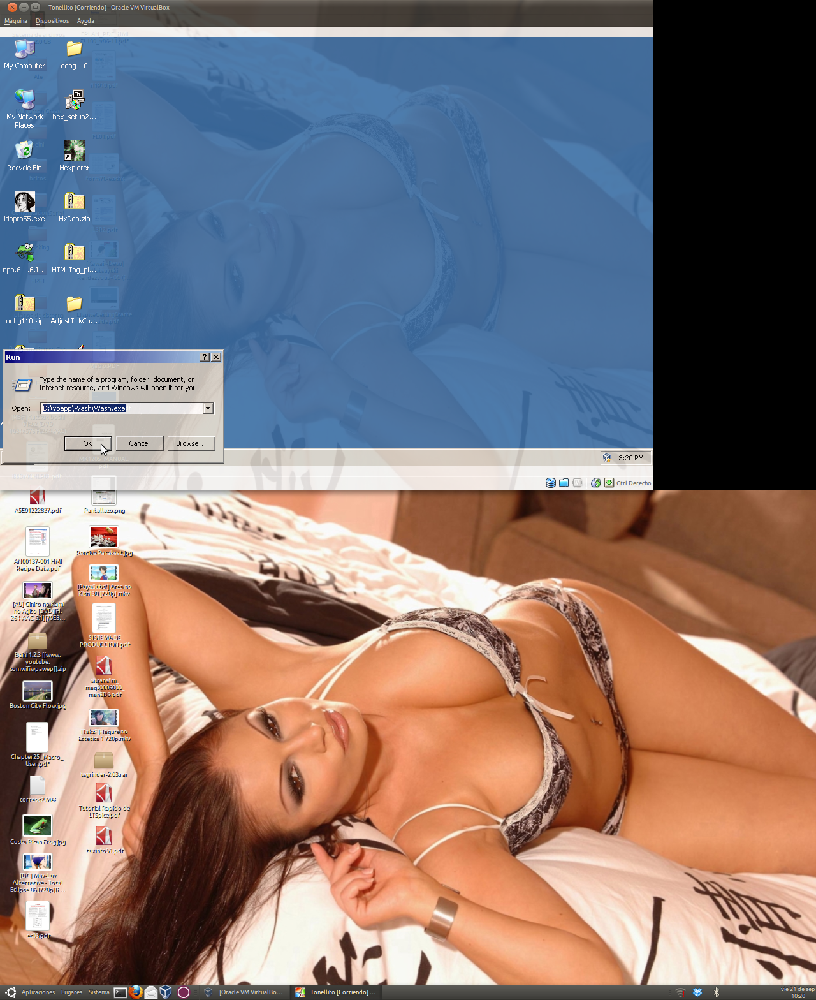 Tonellito [Corriendo] - Oracle VM VirtualBox
Máquina Dispositivos Ayuda
My Computer
odbg110
My Network
Places
hex_setup2...
Recycle Bin
Hexplorer
idapro55.exe
HxDen.zip
npp.6.1.6.I...
HTMLTag_pl...
odbg110.zip
AdjustTickCo...
Run
Type the name of a program, folder, document, or
Internet resource, and Windows will open it for you.
Open:
D:\vbapp\Wash\Wash.exe
OK
Cancel
Browse...
3:20 PM
Ctrl Derecho
ASE01222827.pdf
Pantallazo.png
AN00137-001 HMI
Recipe Data.pdf
Pensive Parakeet.jpg
[PuyaSubs!] Area no
Kishi 30 [720p].mkv
[AU] Giniro no Kami
no Agito [DVD][H.
264-AAC-5.1][79E8...
SISTEMA DE
PRODUCCION.pdf
Beini 1.2.3 [[www.
youtube.
comwifiwpawep]].zip
sitransfm_
mag50006000_
manEDS.pdf
Boston City Flow.jpg
[TakzF]Hagure no
Estetica 1 720p.mkv
Chapter25_Macro_
User.pdf
tsgrinder-2.03.rar
correos2.MAE
Tutorial Rapido de
LTSpice.pdf
Costa Rican Frog.jpg
tuxinfo51.pdf
[DC] Muv-Luv
Alternative - Total
Eclipse 06 [720p][F...
ec03.pdf
Aplicaciones Lugares Sistema
[Oracle VM VirtualBo...
Tonellito [Corriendo] ...
vie 21 de sep
10:20